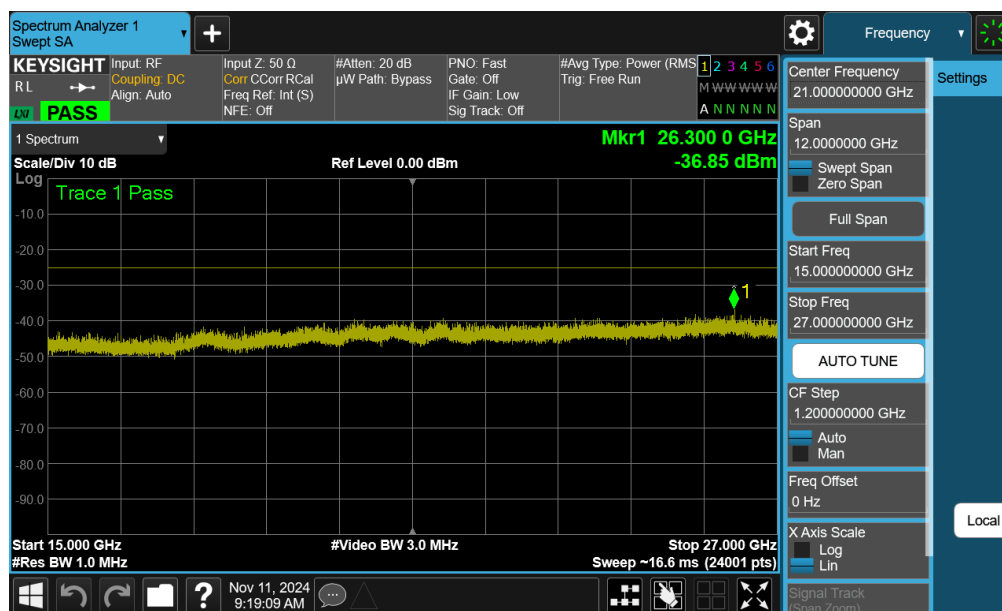 Spectrum Analyzer 1
Swept SA
+
Frequency
KEYSIGHT
R L
LXI
PASS
Input: RF
Coupling: DC
Align: Auto
Input Z: 50 Ω
Corr CCorr RCal
Freq Ref: Int (S)
NFE: Off
#Atten: 20 dB
µW Path: Bypass
PNO: Fast
Gate: Off
IF Gain: Low
Sig Track: Off
#Avg Type: Power (RMS
Trig: Free Run
1 2 3 4 5 6
M W W W W W
A N N N N N
1 Spectrum
Scale/Div 10 dB
Ref Level 0.00 dBm
Mkr1 26.300 0 GHz
-36.85 dBm
Log
Trace 1 Pass
-10.0
-20.0
-30.0
-40.0
-50.0
-60.0
-70.0
-80.0
-90.0
1
Start 15.000 GHz
#Video BW 3.0 MHz
Stop 27.000 GHz
#Res BW 1.0 MHz
Sweep ~16.6 ms (24001 pts)
?
Nov 11, 2024
9:19:09 AM
Center Frequency
21.000000000 GHz
Span
12.0000000 GHz
Swept Span
Zero Span
Full Span
Start Freq
15.000000000 GHz
Stop Freq
27.000000000 GHz
AUTO TUNE
CF Step
1.200000000 GHz
Auto
Man
Freq Offset
0 Hz
X Axis Scale
Log
Lin
Signal Track
(Span Zoom)
Settings
Local